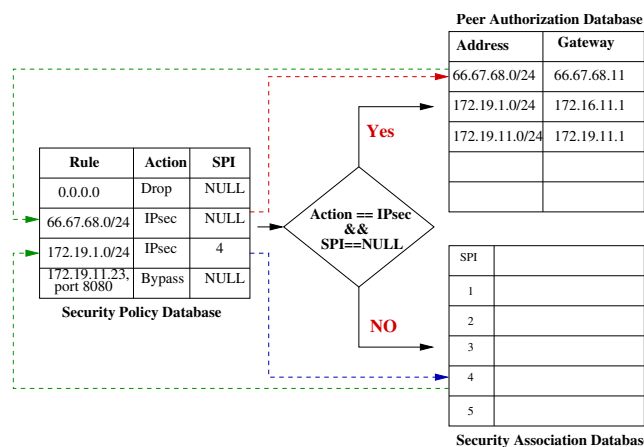 Peer Authorization Database
Address Gateway
66.67.68.0/24 66.67.68.11
172.19.1.0/24 172.16.11.1
172.19.11.0/24 172.19.11.1
Yes
Rule Action SPI
0.0.0.0 Drop NULL
66.67.68.0/24 IPsec NULL
172.19.1.0/24 IPsec 4
172.19.11.23, Bypass NULL
port 8080
Security Policy Database
Action == IPsec
&&
SPI==NULL
NO
SPI
1
2
3
4
5
Security Association Databas